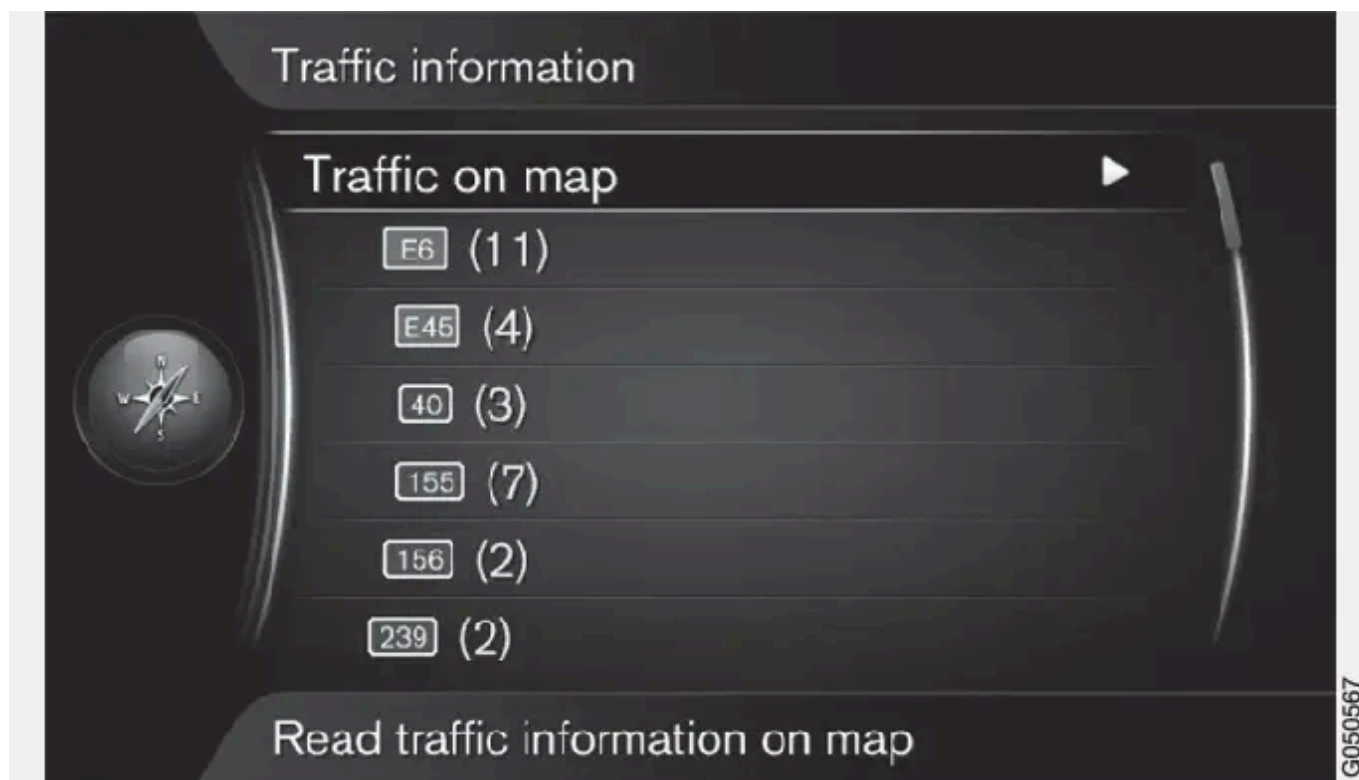 Traffic information
Traffic on map
E6 (11)
E45 (4)
40 (3)
155 (7)
156 (2)
239 (2)
Read traffic information on map
N
W E
S
G050567